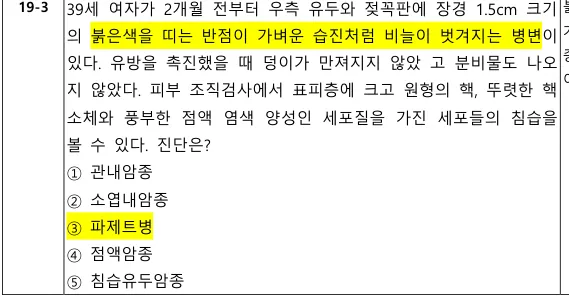 19-3
39세 여자가 2개월 전부터 우측 유두와 젖꼭판에 장경 1.5cm 크기
의 붉은색을 띠는 반점이 가벼운 습진처럼 비늘이 벗겨지는 병변이
있다. 유방을 촉진했을 때 덩이가 만져지지 않았 고 분비물도 나오
지 않았다. 피부 조직검사에서 표피층에 크고 원형의 핵, 뚜렷한 핵
소체와 풍부한 점액 염색 양성인 세포질을 가진 세포들의 침습을
볼 수 있다. 진단은?
① 관내암종
② 소엽내암종
③ 파제트병
④ 점액암종
⑤ 침습유두암종